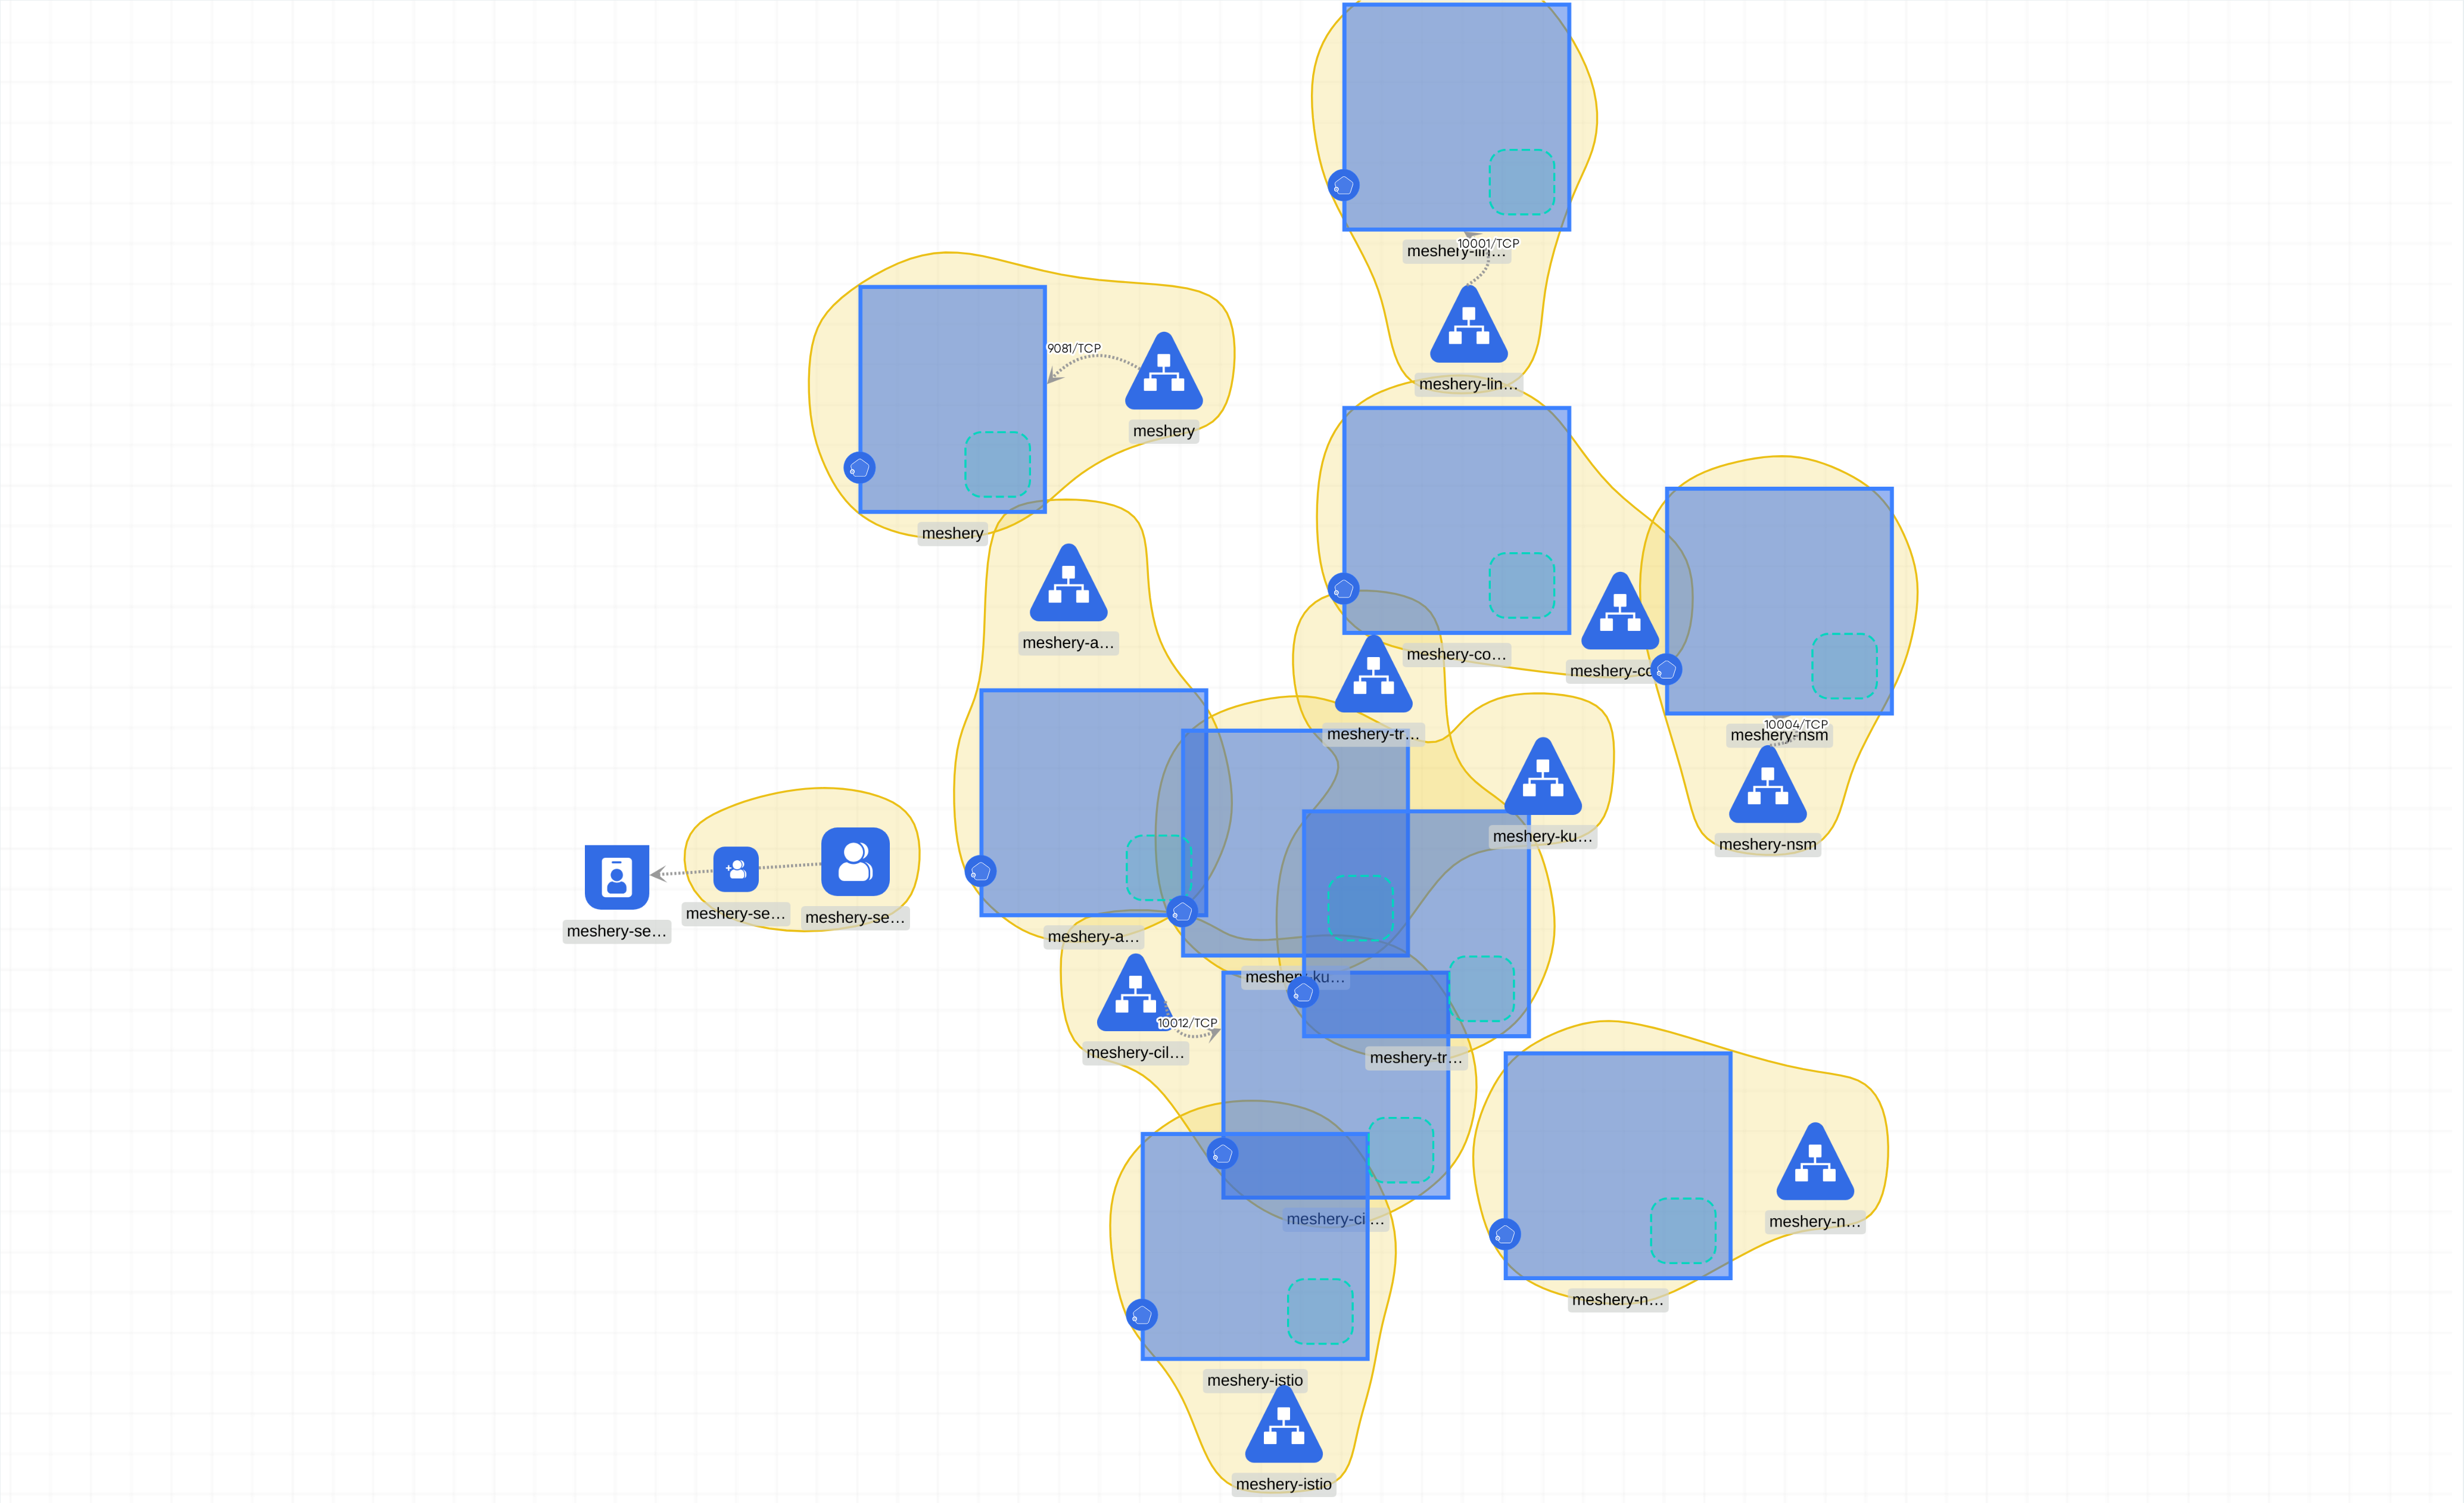 10001/TCP
meshery-lin…
meshery-lin…
9081/TCP
meshery
meshery
meshery-a…
meshery-co…
meshery-co
meshery-tr…
10004/TCP
meshery-nsm
meshery-nsm
meshery-ku…
meshery-se…
meshery-se…
meshery-se…
meshery-a…
meshery-ku…
10012/TCP
meshery-cil…
meshery-tr…
meshery-ci…
meshery-n…
meshery-n…
meshery-istio
meshery-istio